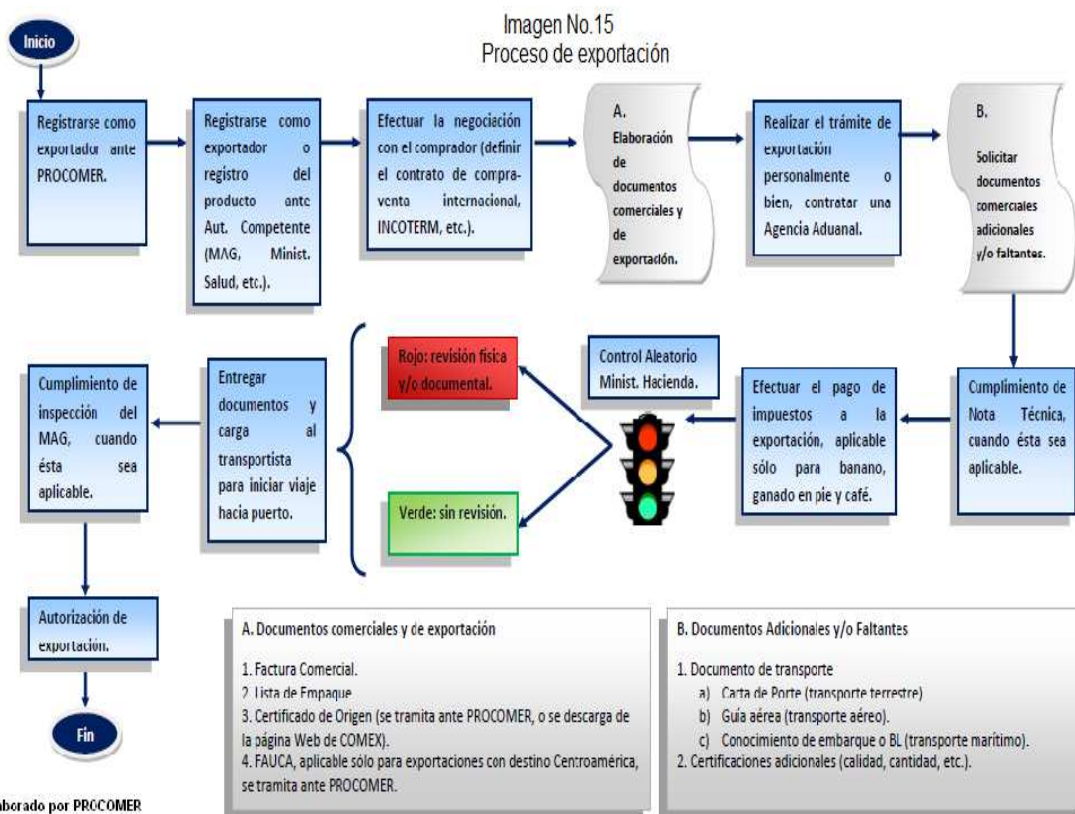 Imagen No.15
Proceso de exportación
Inicio
Registrarse como
exportador ante
PROCOMER.
Registrarse como
exportador o
registro del
producto ante
Aut. Competente
(MAG, Minist.
Salud, etc.).
Efectuar la negociación
con el comprador (definir
el contrato de compra-
venta internacional,
INCOTERM, etc.).
A.
Elaboración
de
documentos
comerciales y
de
exportación.
Realizar el trámite de
exportación
personalmente o
bien, contratar una
Agencia Aduanal.
B.
Solicitar
documentos
comerciales
adicionales
y/o faltantes.
Cumplimiento de
Nota Técnica,
cuando ésta sea
aplicable.
Efectuar el pago de
impuestos a la
exportación, aplicable
sólo para banano,
ganado en pie y café.
Control Aleatorio
Minist. Hacienda.
Rojo: revisión física
y/o documental.
Verde: sin revisión.
Entregar
documentos y
carga al
transportista
para iniciar viaje
hacia puerto.
Cumplimiento de
inspección del
MAG, cuando
ésta sea
aplicable.
Autorización de
exportación.
Fin
A. Documentos comerciales y de exportación
1. Factura Comercial.
2. Lista de Empaque
3. Certificado de Origen (se tramita ante PROCOMER, o se descarga de
la página Web de COMEX).
4. FAUCA, aplicable sólo para exportaciones con destino Centroamérica,
se tramita ante PROCOMER.
B. Documentos Adicionales y/o Faltantes
1. Documento de transporte
a) Carta de Porte (transporte terrestre)
b) Guía aérea (transporte aéreo).
c) Conocimiento de embarque o BL (transporte marítimo).
2. Certificaciones adicionales (calidad, cantidad, etc.).
aborado por PROCOMER